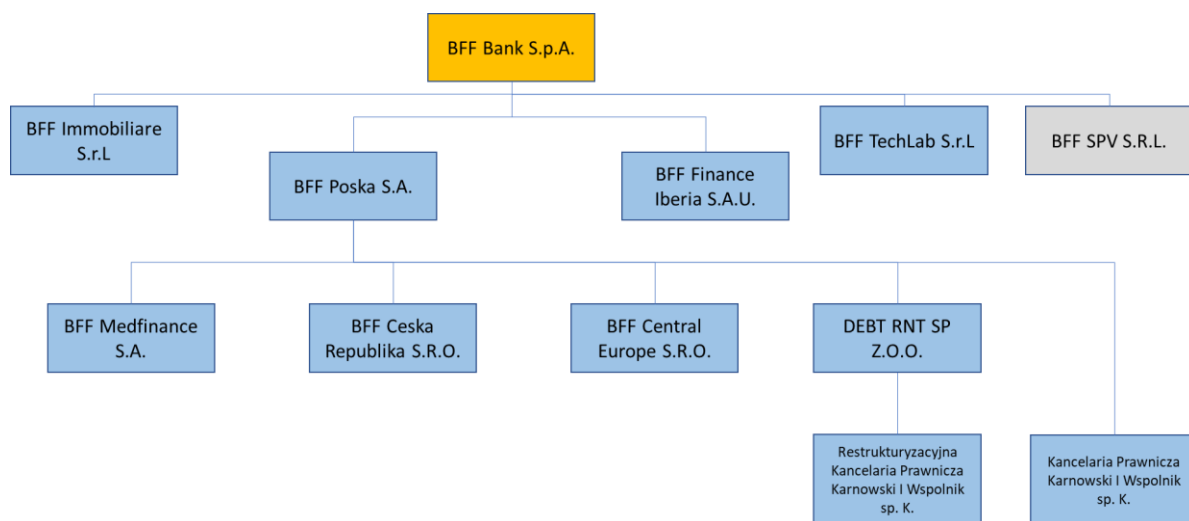 BFF Bank S.p.A.
BFF Immobiliare
S.r.L
BFF TechLab S.r.L
BFF SPV S.R.L.
BFF Poska S.A.
BFF Finance
Iberia S.A.U.
BFF Medfinance
S.A.
BFF Ceska
Republika S.R.O.
BFF Central
Europe S.R.O.
DEBT RNT SP
Z.O.O.
Restrukturyzacyjna
Kancelaria Prawnicza
Karnowski I Wspolnik
sp. K.
Kancelaria Prawnicza
Karnowski I Wspolnik
sp. K.